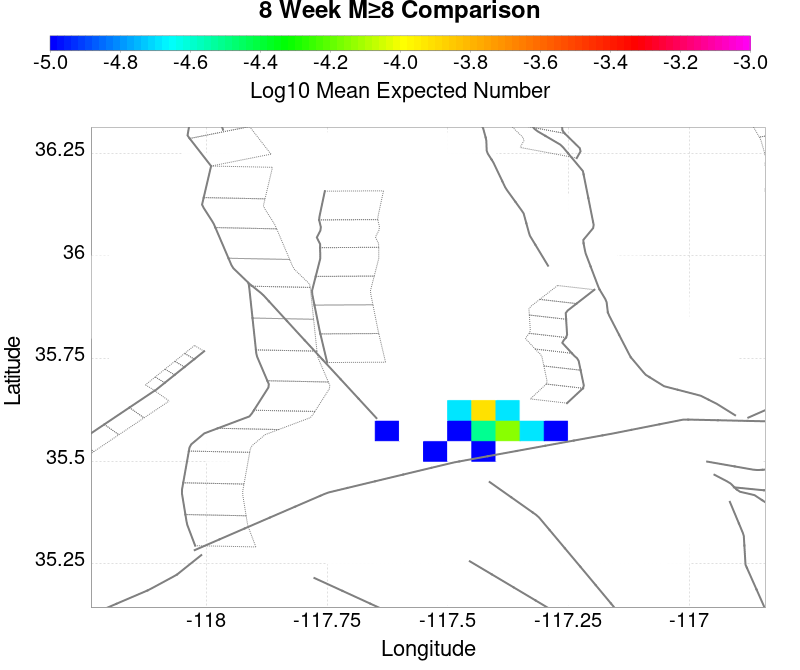 8 Week M≥8 Comparison
-5.0 -4.8 -4.6 -4.4 -4.2 -4.0 -3.8 -3.6 -3.4 -3.2 -3.0
Log10 Mean Expected Number
36.25
36
35.75
35.5
35.25
Latitude
-118 -117.75 -117.5 -117.25 -117
Longitude